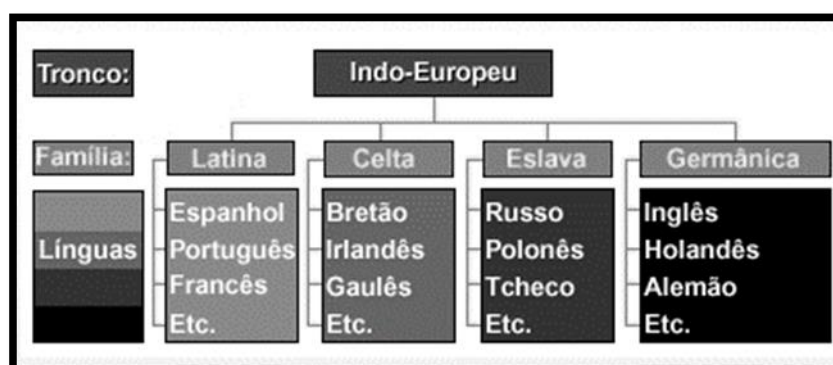 Tronco: Indo-Europeu
Família: Latina Celta Eslava Germânica
Línguas
Espanhol
Português
Francês
Etc.
Bretão
Irlandês
Gaulês
Etc.
Russo
Polonês
Tcheco
Etc.
Inglês
Holandês
Alemão
Etc.